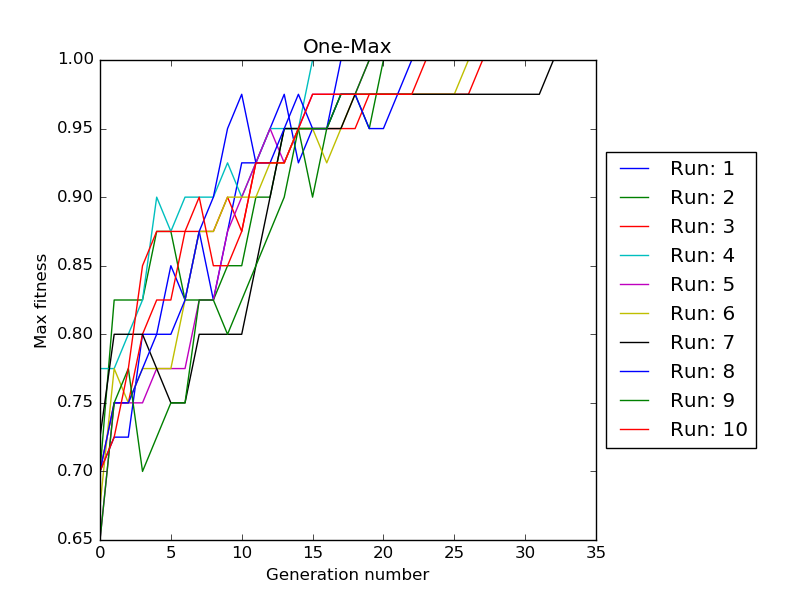 One-Max
Max fitness
1.00
0.95
0.90
0.85
0.80
0.75
0.70
0.65
0 5 10 15 20 25 30 35
Generation number
Run: 1
Run: 2
Run: 3
Run: 4
Run: 5
Run: 6
Run: 7
Run: 8
Run: 9
Run: 10